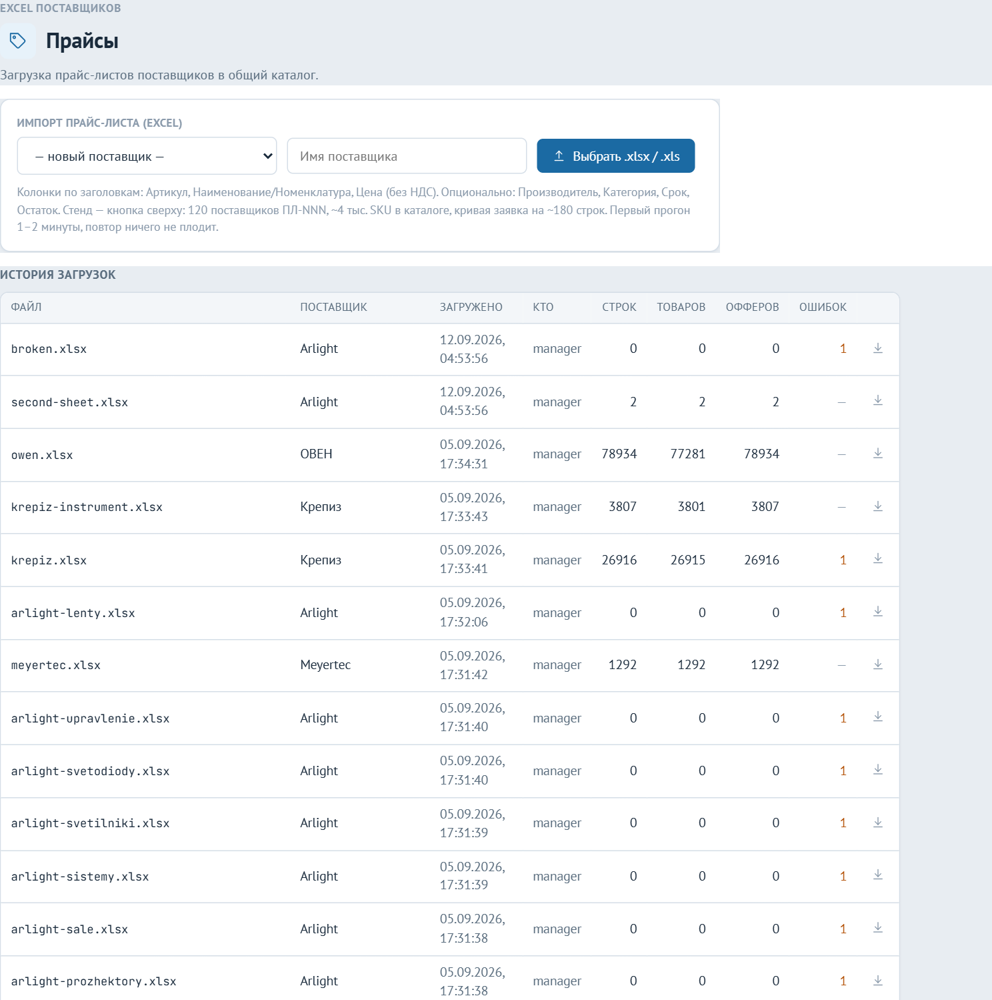 EXCEL ПОСТАВЩИКОВ
Прайсы
Загрузка прайс-листов поставщиков в общий каталог.
ИМПОРТ ПРАЙС-ЛИСТА (EXCEL)
— новый поставщик — Имя поставщика Выбрать .xlsx / .xls
Колонки по заголовкам: Артикул, Наименование/Номенклатура, Цена (без НДС). Опционально: Производитель, Категория, Срок,
Остаток. Стенд — кнопка сверху: 120 поставщиков ПЛ-NNN, ~4 тыс. SKU в каталоге, кривая заявка на ~180 строк. Первый прогон
1–2 минуты, повтор ничего не плодит.
ИСТОРИЯ ЗАГРУЗОК
ФАЙЛ ПОСТАВЩИК ЗАГРУЖЕНО КТО СТРОК ТОВАРОВ ОФФЕРОВ ОШИБОК
broken.xlsx Arlight 12.09.2026, 04:53:56 manager 0 0 0 1
second-sheet.xlsx Arlight 12.09.2026, 04:53:56 manager 2 2 2 —
owen.xlsx ОВЕН 05.09.2026, 17:34:31 manager 78934 77281 78934 —
krepiz-instrument.xlsx Крепиз 05.09.2026, 17:33:43 manager 3807 3801 3807 —
krepiz.xlsx Крепиз 05.09.2026, 17:33:41 manager 26916 26915 26916 1
arlight-lenty.xlsx Arlight 05.09.2026, 17:32:06 manager 0 0 0 1
meyertec.xlsx Meyertec 05.09.2026, 17:31:42 manager 1292 1292 1292 —
arlight-upravlenie.xlsx Arlight 05.09.2026, 17:31:40 manager 0 0 0 1
arlight-svetodiody.xlsx Arlight 05.09.2026, 17:31:40 manager 0 0 0 1
arlight-svetilniki.xlsx Arlight 05.09.2026, 17:31:39 manager 0 0 0 1
arlight-sistemy.xlsx Arlight 05.09.2026, 17:31:39 manager 0 0 0 1
arlight-sale.xlsx Arlight 05.09.2026, 17:31:38 manager 0 0 0 1
arlight-prozhektory.xlsx Arlight 05.09.2026, 17:31:38 manager 0 0 0 1